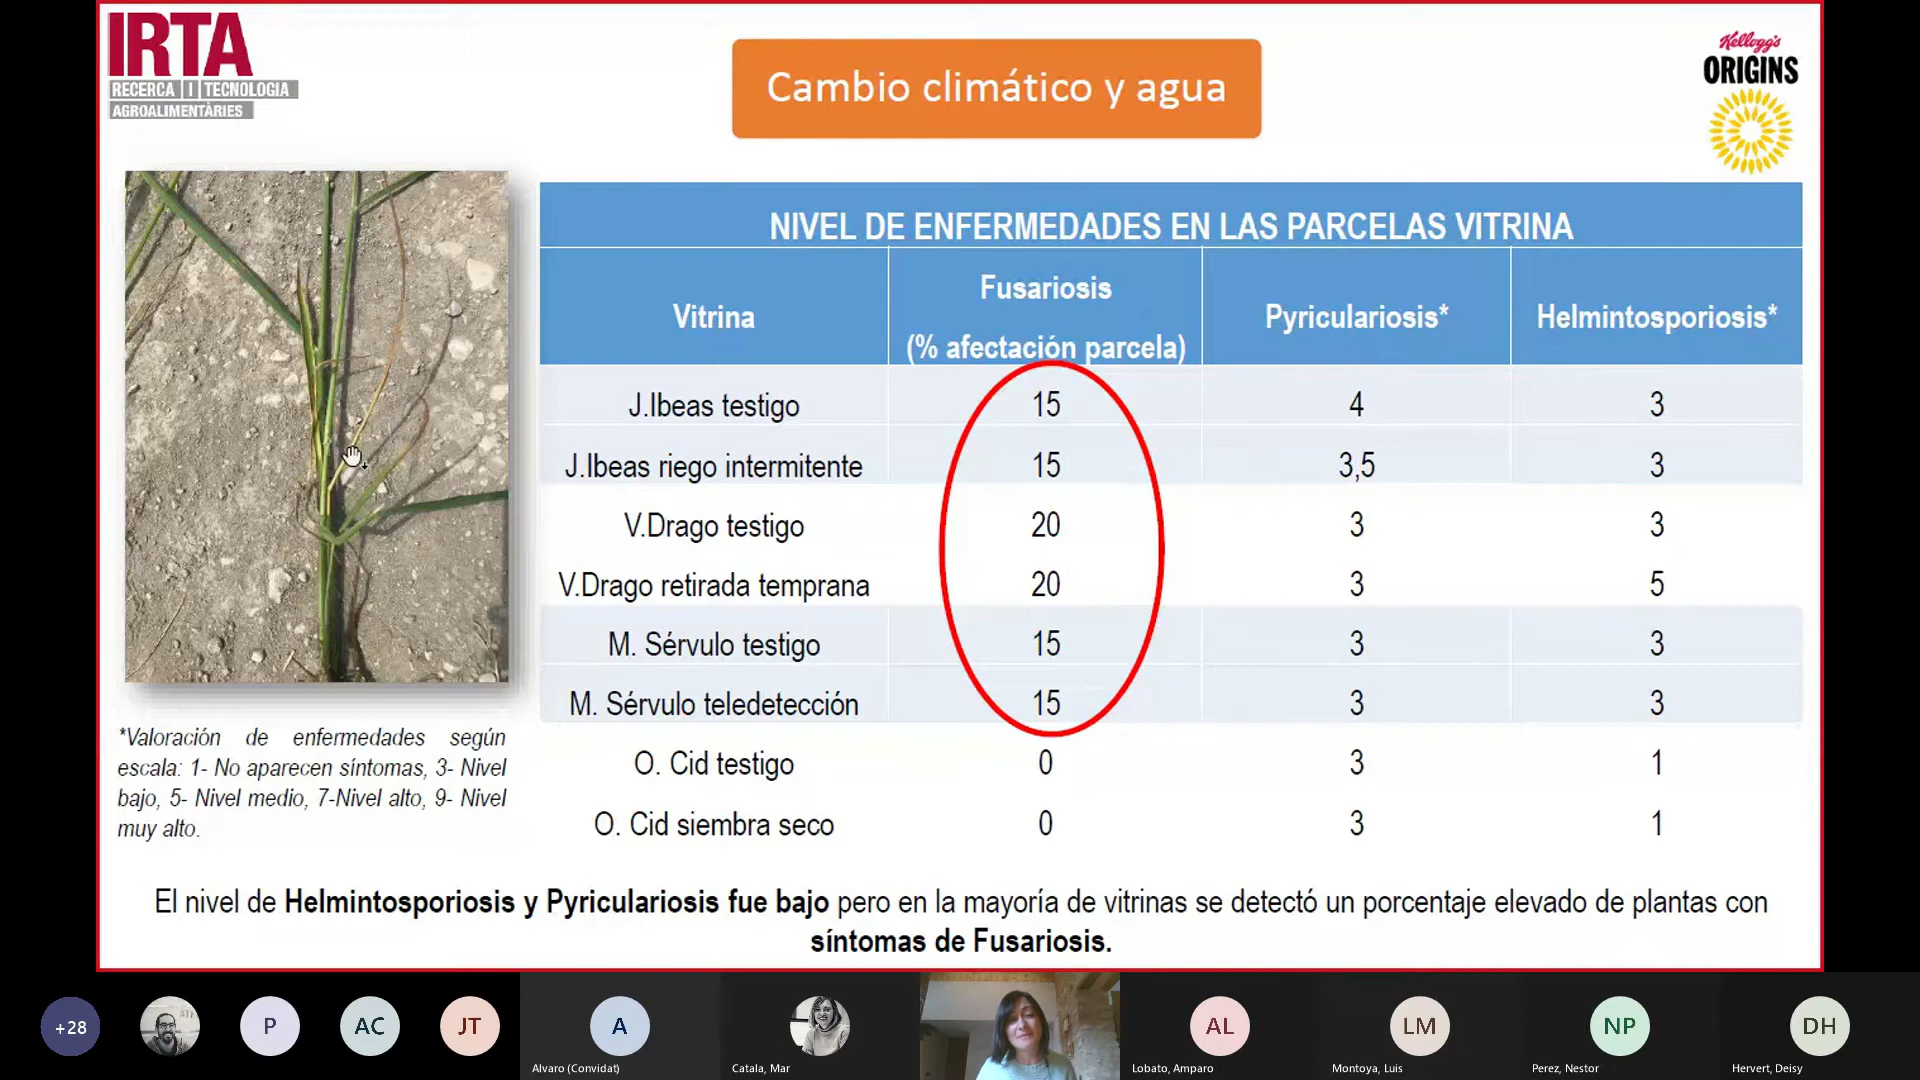 IRTA
RECERCA | I | TECNOLOGIA
AGROALIMENTÀRIES
Cambio climático y agua
Kellogg's
ORIGINS
NIVEL DE ENFERMEDADES EN LAS PARCELAS VITRINA
Vitrina
Fusariosis
(% afectación parcela)
Pyriculariosis*
Helmintosporiosis*
J.Ibeas testigo 15 4 3
J.Ibeas riego intermitente 15 3,5 3
V.Drago testigo 20 3 3
V.Drago retirada temprana 20 3 5
M. Sérvulo testigo 15 3 3
M. Sérvulo teledetección 15 3 3
O. Cid testigo 0 3 1
O. Cid siembra seco 0 3 1
*Valoración de enfermedades según
escala: 1- No aparecen síntomas, 3- Nivel
bajo, 5- Nivel medio, 7-Nivel alto, 9- Nivel
muy alto.
El nivel de Helmintosporiosis y Pyriculariosis fue bajo pero en la mayoría de vitrinas se detectó un porcentaje elevado de plantas con
síntomas de Fusariosis.
+28
P
AC
JT
A
AL
LM
NP
DH
Alvaro (Convidat)
Catala, Mar
Lobato, Amparo
Montoya, Luis
Perez, Nestor
Hervert, Deisy